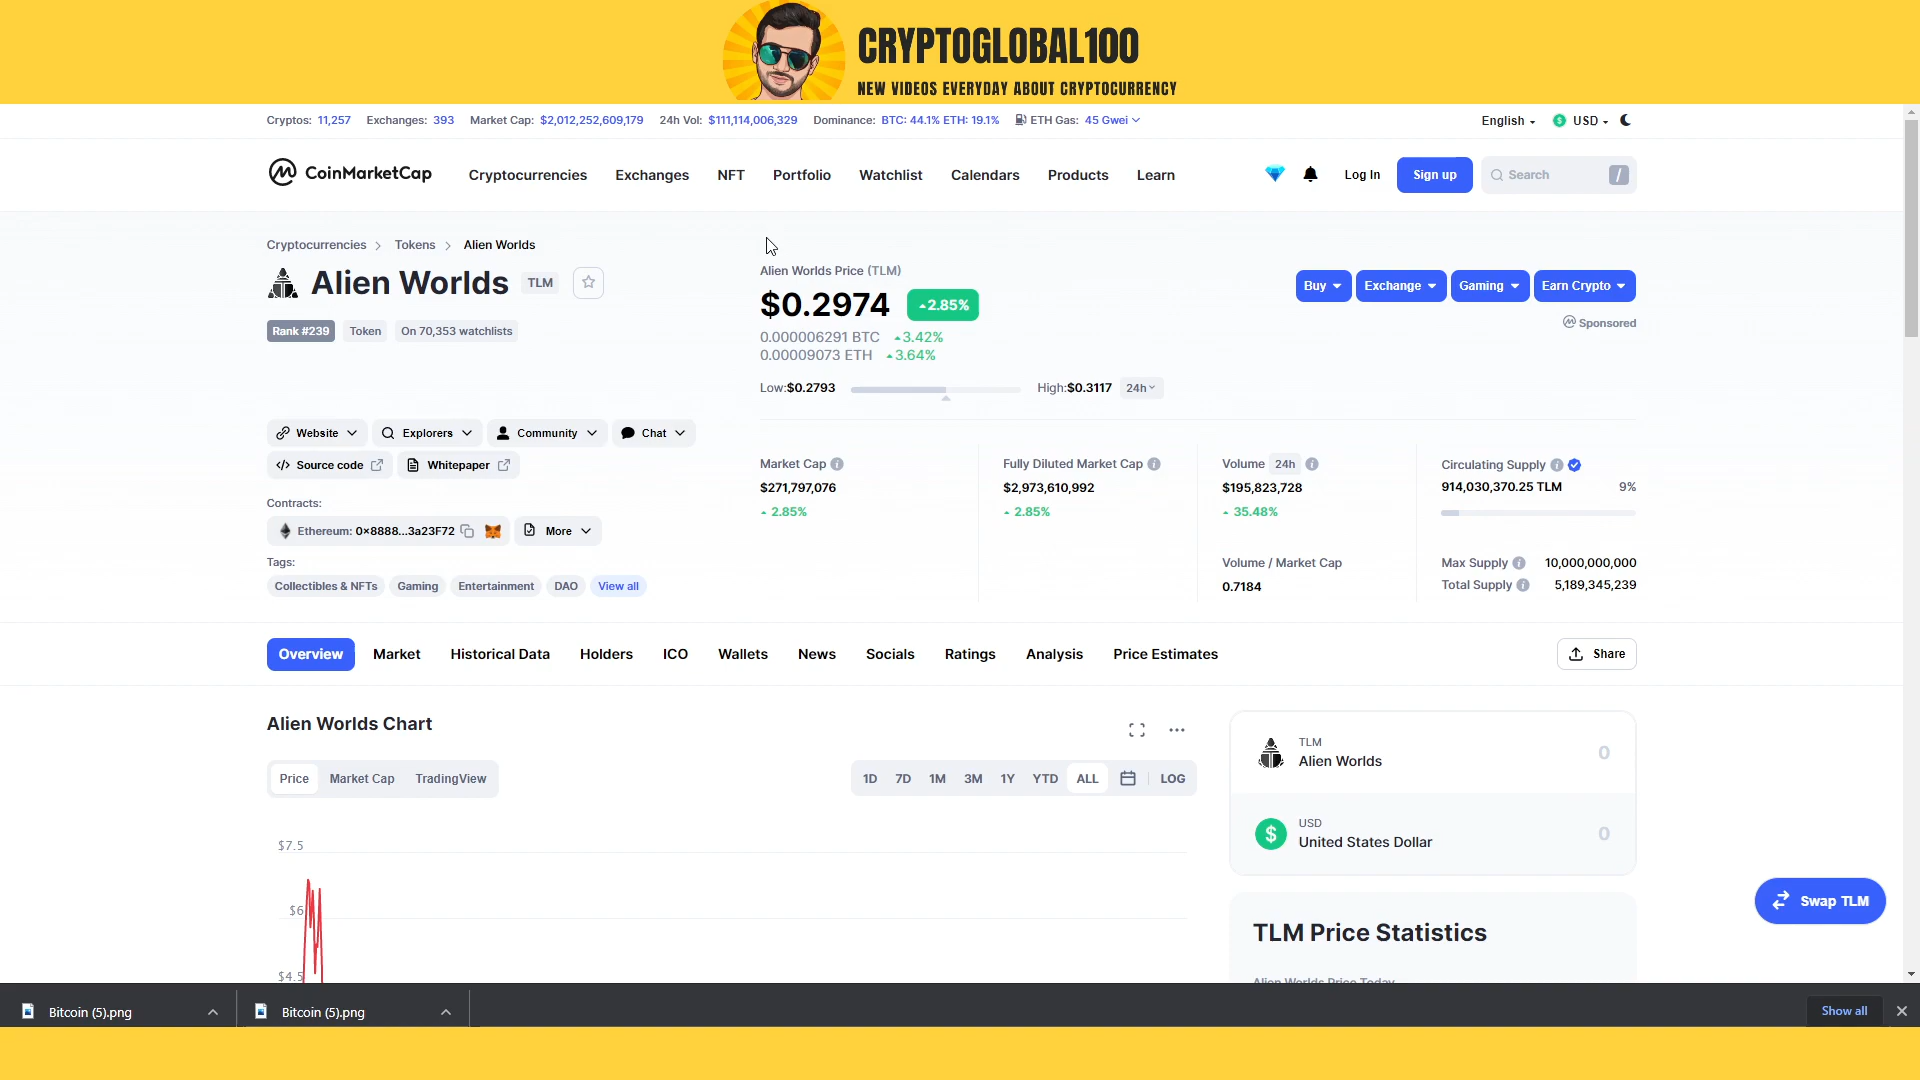 CRYPTOGLOBAL100
NEW VIDEOS EVERYDAY ABOUT CRYPTOCURRENCY
Cryptos: 11,257 Exchanges: 393 Market Cap: $2,012,252,609,179 24h Vol: $111,114,006,329 Dominance: BTC: 44.1% ETH: 19.1% ETH Gas: 45 Gwei
English USD
CoinMarketCap Cryptocurrencies Exchanges NFT Portfolio Watchlist Calendars Products Learn Log In Sign up Search /
Cryptocurrencies > Tokens > Alien Worlds
Alien Worlds TLM
Rank #239 Token On 70,353 watchlists
Alien Worlds Price (TLM)
$0.2974 2.85%
0.000006291 BTC 3.42%
0.00009073 ETH 3.64%
Low:$0.2793 High:$0.3117 24h
Buy Exchange Gaming Earn Crypto
Sponsored
Website Explorers Community Chat
Source code Whitepaper
Contracts:
Ethereum: 0x8888...3a23F72 More
Tags:
Collectibles & NFTs Gaming Entertainment DAO View all
Market Cap
$271,797,076
2.85%
Fully Diluted Market Cap
$2,973,610,992
2.85%
Volume 24h
$195,823,728
35.48%
Volume / Market Cap
0.7184
Circulating Supply
914,030,370.25 TLM 9%
Max Supply 10,000,000,000
Total Supply 5,189,345,239
Overview Market Historical Data Holders ICO Wallets News Socials Ratings Analysis Price Estimates Share
Alien Worlds Chart
Price Market Cap TradingView
1D 7D 1M 3M 1Y YTD ALL LOG
$7.5
$6
$4.5
TLM
Alien Worlds 0
USD
United States Dollar 0
Swap TLM
TLM Price Statistics
Alien Worlds Price Today
Bitcoin (5).png Bitcoin (5).png Show all